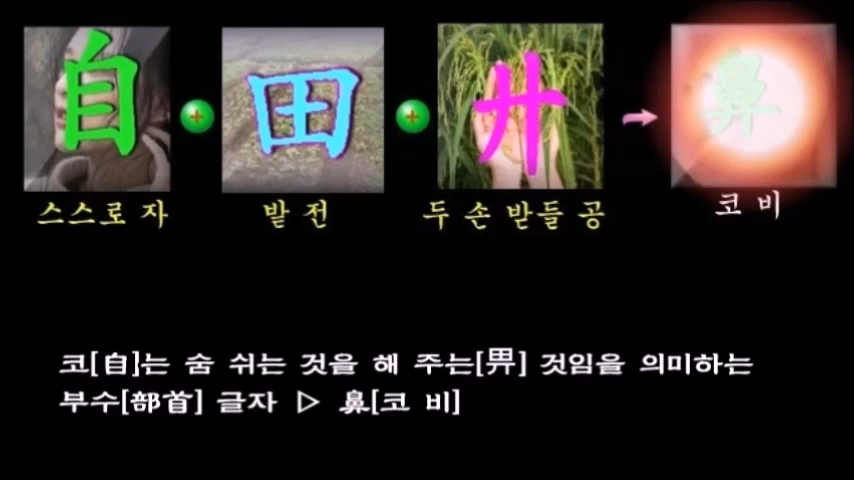 自 + 田 + 廾 → 鼻
스스로 자 밭 전 두 손 받들 공 코 비
코[自]는 숨 쉬는 것을 해 주는[畀] 것임을 의미하는
부수[部首] 글자 ▷ 鼻[코 비]